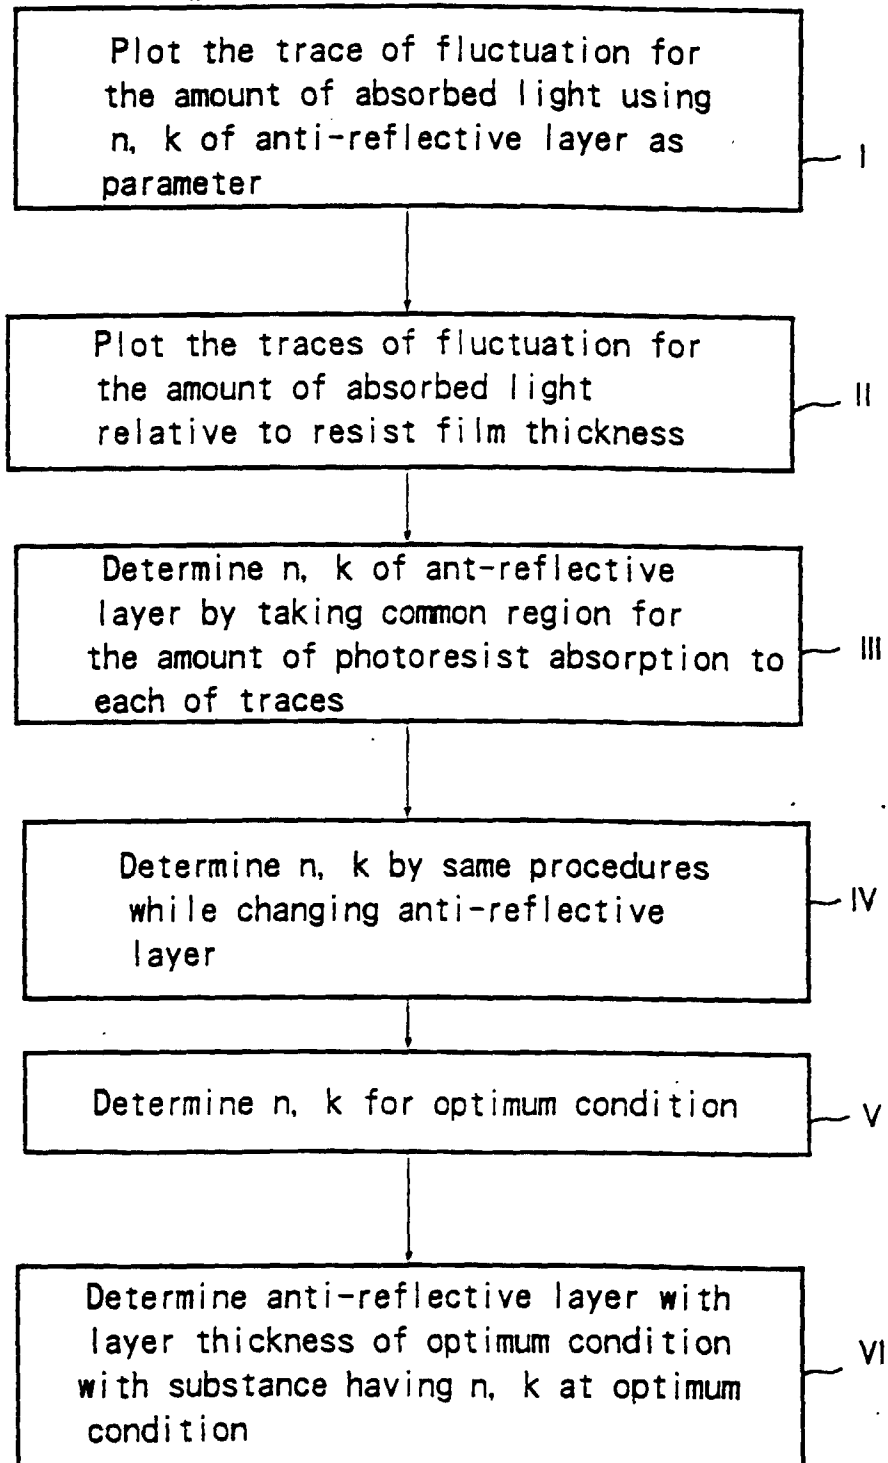 Plot the trace of fluctuation for
the amount of absorbed light using
n, k of anti-reflective layer as
parameter
I
Plot the traces of fluctuation for
the amount of absorbed light
relative to resist film thickness
II
Determine n, k of ant-reflective
layer by taking common region for
the amount of photoresist absorption to
each of traces
III
Determine n, k by same procedures
while changing anti-reflective
layer
IV
Determine n, k for optimum condition
V
Determine anti-reflective layer with
layer thickness of optimum condition
with substance having n, k at optimum
condition
VI